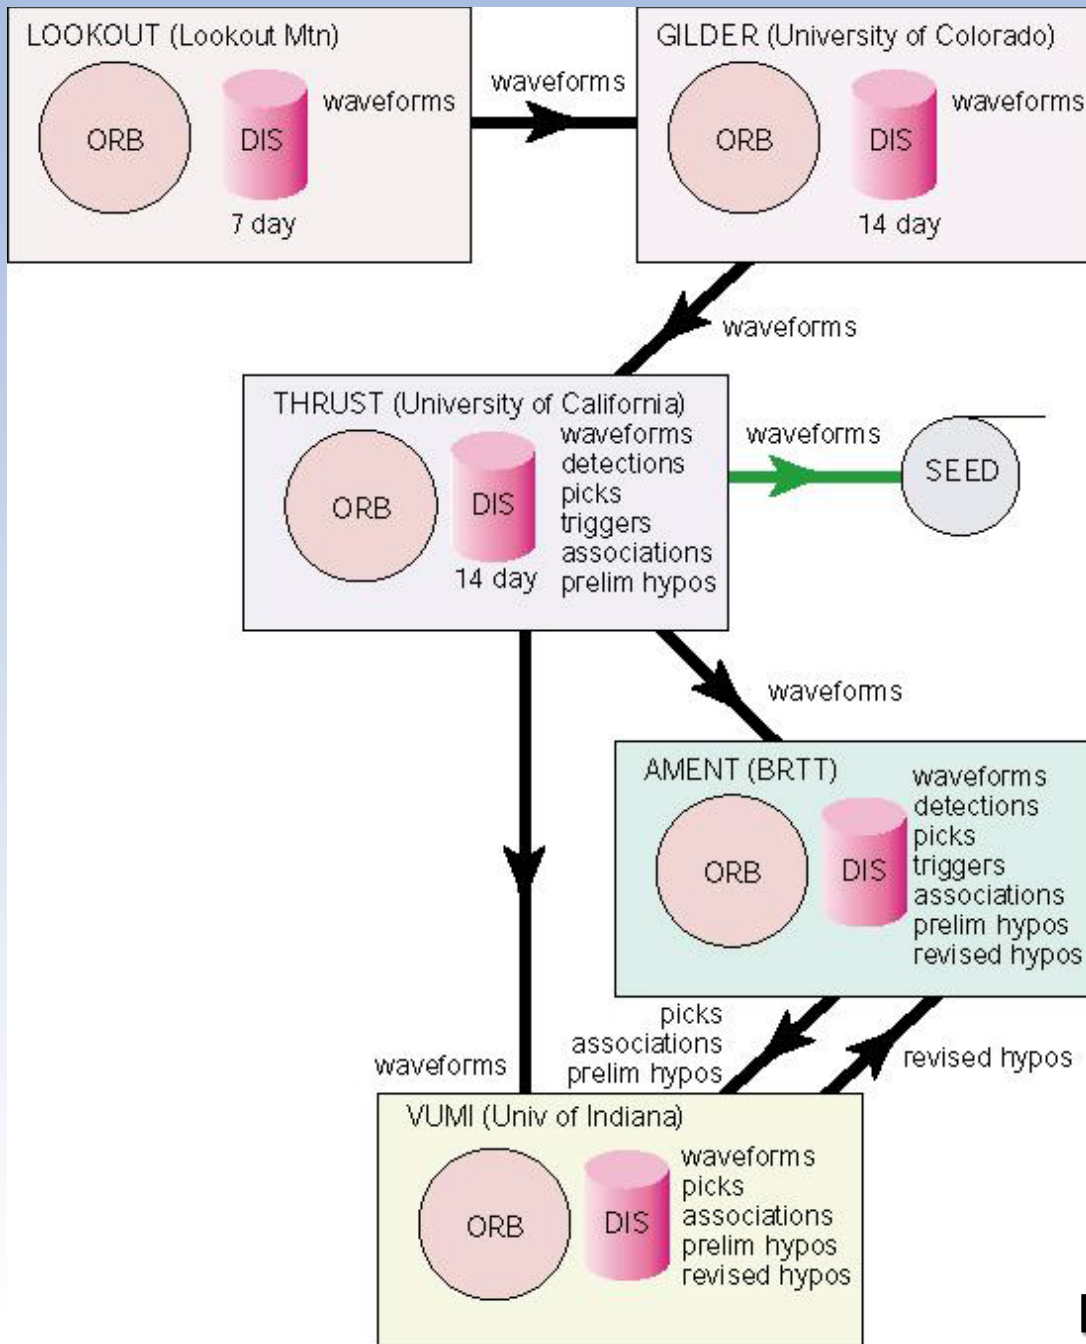 LOOKOUT (Lookout Mtn)
ORB
DIS
waveforms
7 day
waveforms
GILDER (University of Colorado)
ORB
DIS
waveforms
14 day
waveforms
THRUST (University of California)
ORB
DIS
14 day
waveforms
detections
picks
triggers
associations
prelim hypos
waveforms
SEED
waveforms
AMENT (BRTT)
ORB
DIS
waveforms
detections
picks
triggers
associations
prelim hypos
revised hypos
picks
associations
prelim hypos
revised hypos
waveforms
VUMI (Univ of Indiana)
ORB
DIS
waveforms
picks
associations
prelim hypos
revised hypos